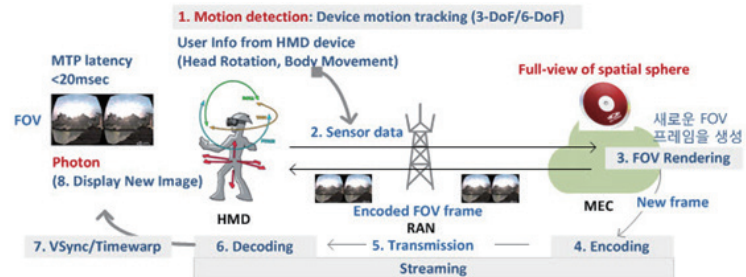 1. Motion detection: Device motion tracking (3-DoF/6-DoF)
User Info from HMD device
(Head Rotation, Body Movement)
MTP latency
<20msec
FOV
Photon
(8. Display New Image)
2. Sensor data
Full-view of spatial sphere
새로운 FOV
프레임을 생성
3. FOV Rendering
MEC
New frame
HMD
Encoded FOV frame
RAN
7. VSync/Timewarp
6. Decoding
5. Transmission
4. Encoding
Streaming